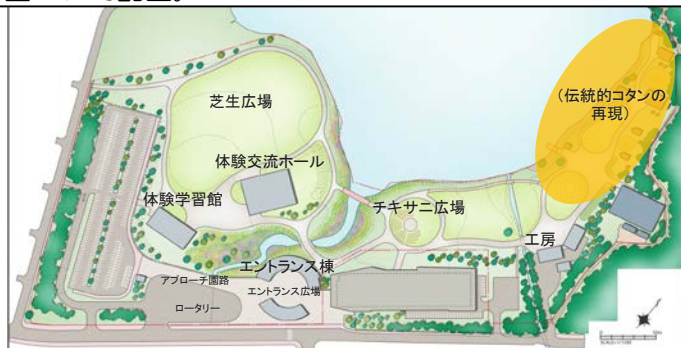 芝生広場
(伝統的コタンの
再現)
体験交流ホール
体験学習館
チキサニ広場
工房
エントランス棟
アプローチ園路
エントランス広場
ロータリー